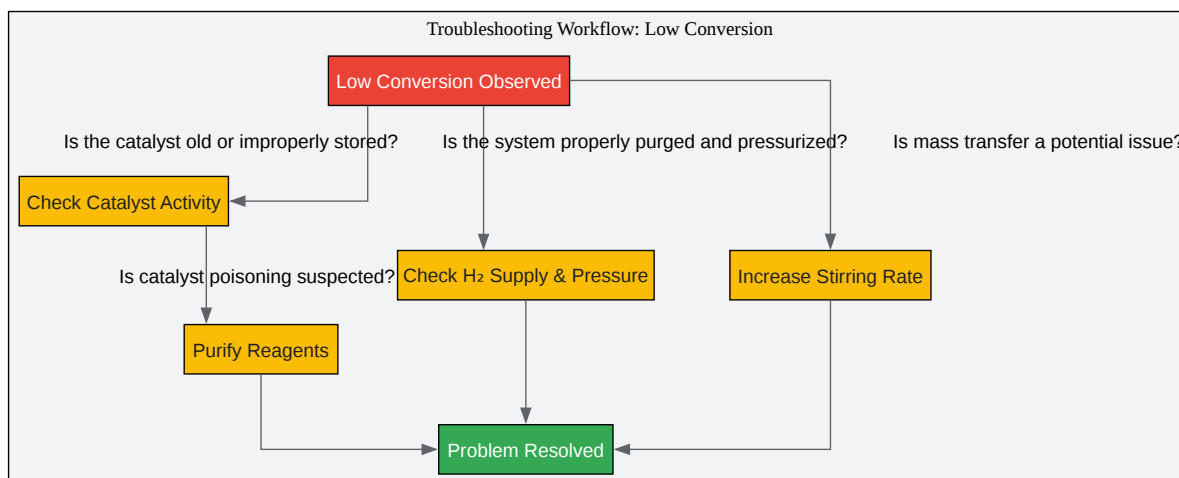 Troubleshooting Workflow: Low Conversion
Low Conversion Observed
Is the catalyst old or improperly stored?
Is the system properly purged and pressurized?
Is mass transfer a potential issue?
Check Catalyst Activity
Is catalyst poisoning suspected?
Check H₂ Supply & Pressure
Increase Stirring Rate
Purify Reagents
Problem Resolved